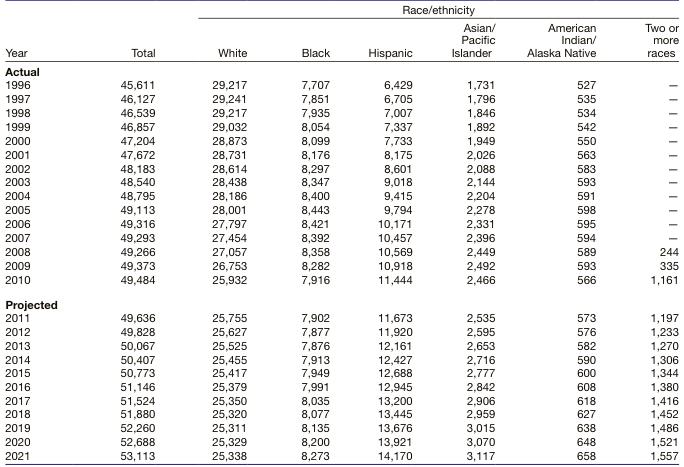 Race/ethnicity
Asian/ American Two or
Pacific Indian/ more
Year Total White Black Hispanic Islander Alaska Native races
Actual
1996 45,611 29,217 7,707 6,429 1,731 527 —
1997 46,127 29,241 7,851 6,705 1,796 535 —
1998 46,539 29,217 7,935 7,007 1,846 534 —
1999 46,857 29,032 8,054 7,337 1,892 542 —
2000 47,204 28,873 8,099 7,733 1,949 550 —
2001 47,672 28,731 8,176 8,175 2,026 563 —
2002 48,183 28,614 8,297 8,601 2,088 583 —
2003 48,540 28,438 8,347 9,018 2,144 593 —
2004 48,795 28,186 8,400 9,415 2,204 591 —
2005 49,113 28,001 8,443 9,794 2,278 598 —
2006 49,316 27,797 8,421 10,171 2,331 595 —
2007 49,293 27,454 8,392 10,457 2,396 594 —
2008 49,266 27,057 8,358 10,569 2,449 589 244
2009 49,373 26,753 8,282 10,918 2,492 593 335
2010 49,484 25,932 7,916 11,444 2,466 566 1,161
Projected
2011 49,636 25,755 7,902 11,673 2,535 573 1,197
2012 49,828 25,627 7,877 11,920 2,595 576 1,233
2013 50,067 25,525 7,876 12,161 2,653 582 1,270
2014 50,407 25,455 7,913 12,427 2,716 590 1,306
2015 50,773 25,417 7,949 12,688 2,777 600 1,344
2016 51,146 25,379 7,991 12,945 2,842 608 1,380
2017 51,524 25,350 8,035 13,200 2,906 618 1,416
2018 51,880 25,320 8,077 13,445 2,959 627 1,452
2019 52,260 25,311 8,135 13,676 3,015 638 1,486
2020 52,688 25,329 8,200 13,921 3,070 648 1,521
2021 53,113 25,338 8,273 14,170 3,117 658 1,557